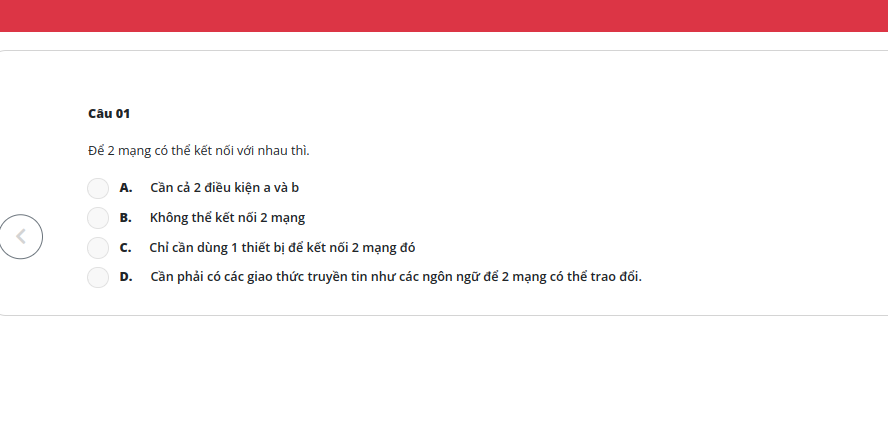 Câu 01
Để 2 mạng có thể kết nối với nhau thì.
A. Cần cả 2 điều kiện a và b
B. Không thể kết nối 2 mạng
C. Chỉ cần dùng 1 thiết bị để kết nối 2 mạng đó
D. Cần phải có các giao thức truyền tin như các ngôn ngữ để 2 mạng có thể trao đổi.